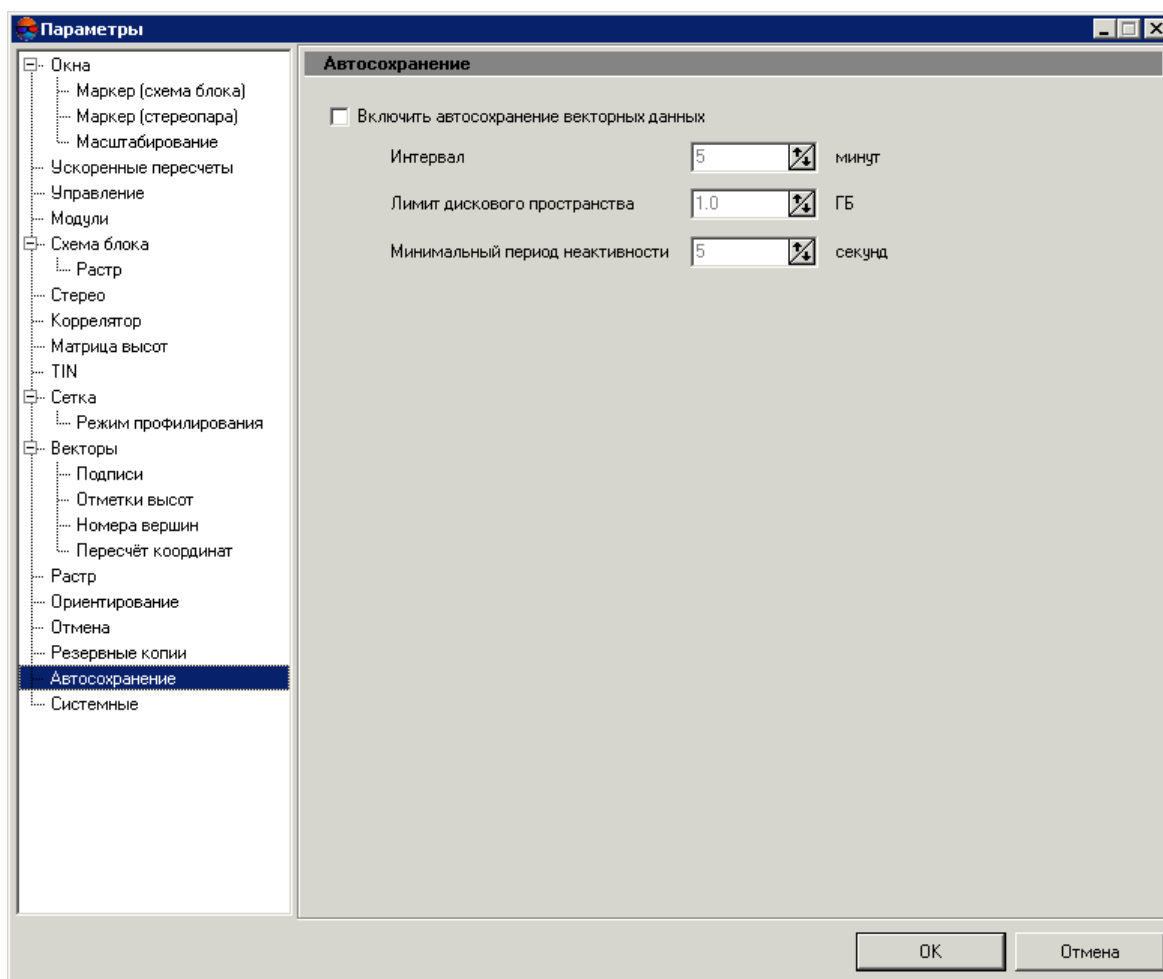 Параметры
Окна
Маркер (схема блока)
Маркер (стереопара)
Масштабирование
Ускоренные пересчеты
Управление
Модули
Схема блока
Растр
Стерео
Коррелятор
Матрица высот
TIN
Сетка
Режим профилирования
Векторы
Подписи
Отметки высот
Номера вершин
Пересчёт координат
Растр
Ориентирование
Отмена
Резервные копии
Автосохранение
Системные
Автосохранение
Включить автосохранение векторных данных
Интервал 5 минут
Лимит дискового пространства 1.0 ГБ
Минимальный период неактивности 5 секунд
OK Отмена